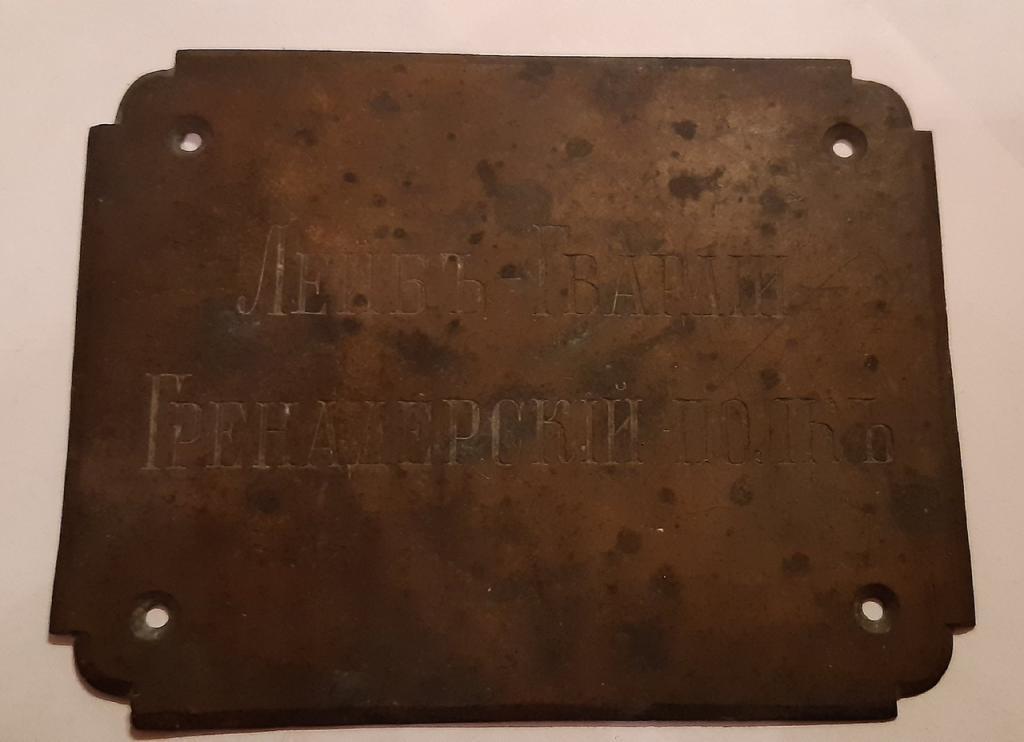 Лейбъ-Гвардіи
Гренадерскій полкъ